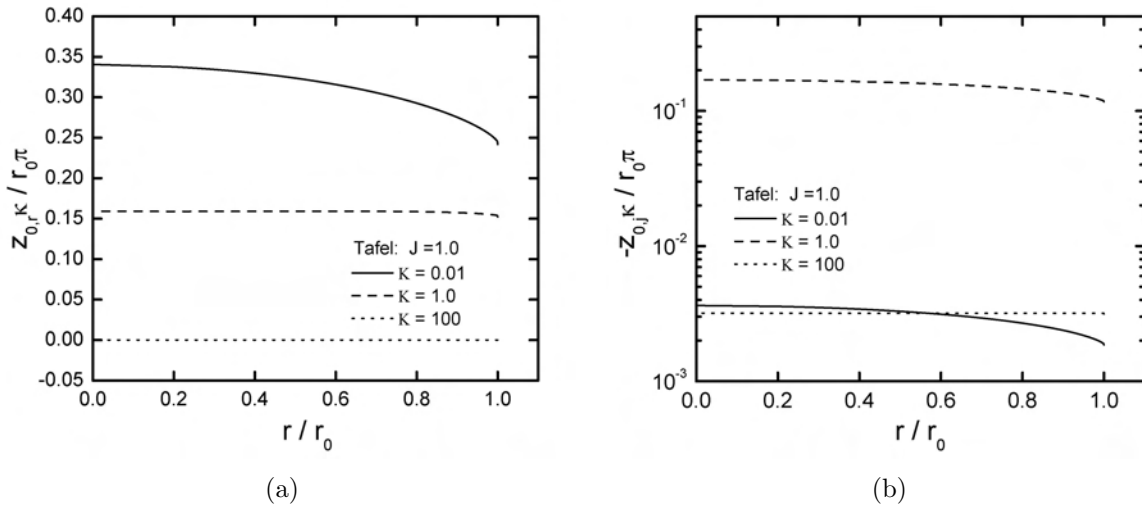 0.40
0.35
0.30
0.25
0.20
0.15
0.10
0.05
0.00
-0.05
z0,rκ / r0π
Tafel: J =1.0
K = 0.01
K = 1.0
K = 100
0.0 0.2 0.4 0.6 0.8 1.0
r / r0
(a)
10-1
10-2
10-3
-z0,jκ / r0π
Tafel: J =1.0
K = 0.01
K = 1.0
K = 100
0.0 0.2 0.4 0.6 0.8 1.0
r / r0
(b)